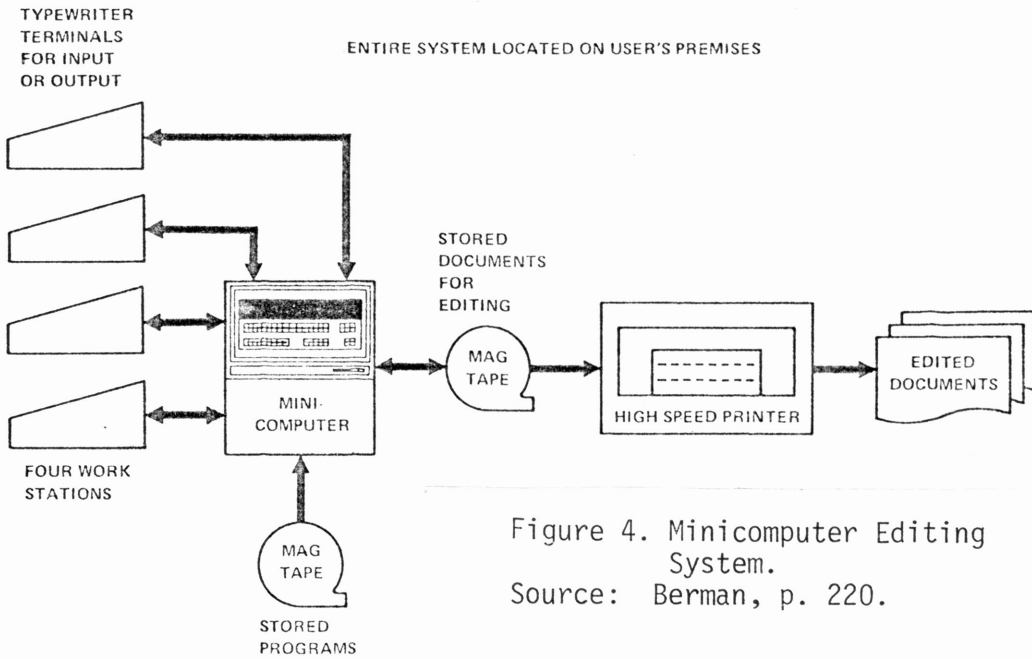 TYPEWRITER
TERMINALS
FOR INPUT
OR OUTPUT
ENTIRE SYSTEM LOCATED ON USER'S PREMISES
STORED
DOCUMENTS
FOR
EDITING
MAG
TAPE
MINI-
COMPUTER
HIGH SPEED PRINTER
EDITED
DOCUMENTS
FOUR WORK
STATIONS
MAG
TAPE
STORED
PROGRAMS
Figure 4. Minicomputer Editing
System.
Source: Berman, p. 220.